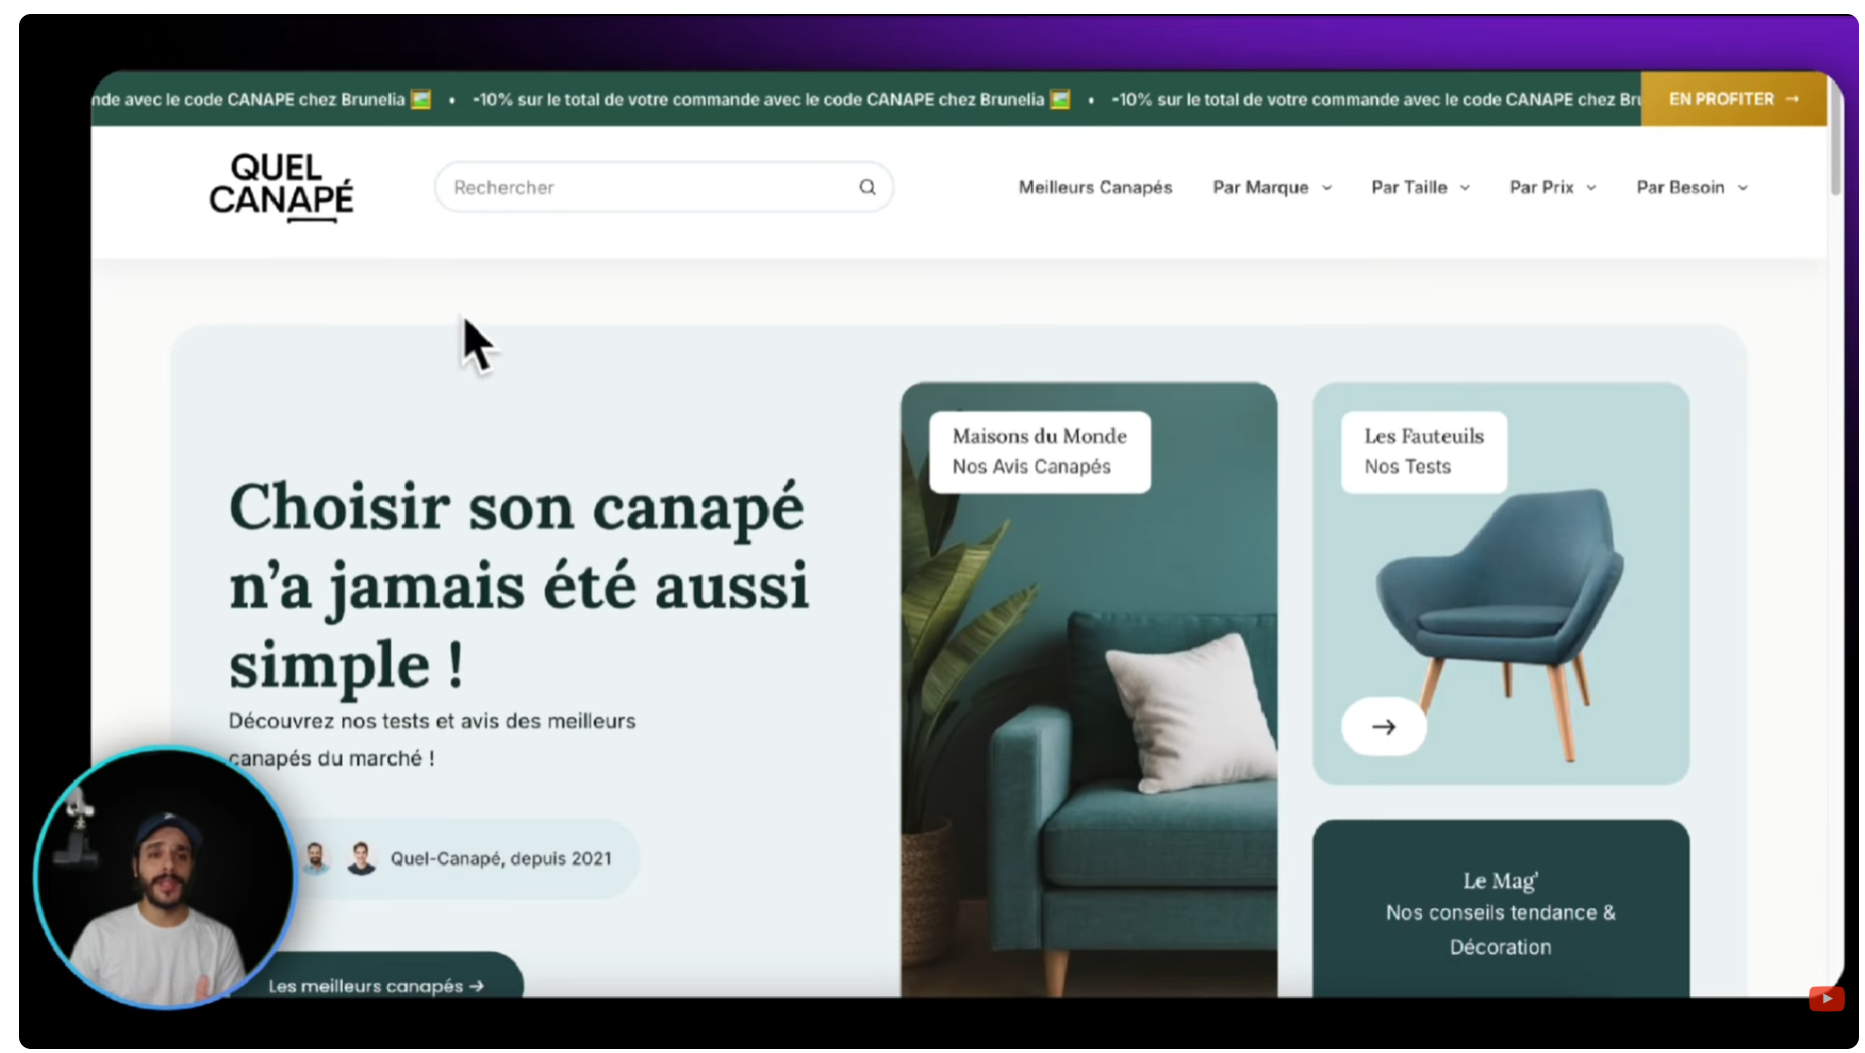 nde avec le code CANAPE chez Brunelia 🖼️ • -10% sur le total de votre commande avec le code CANAPE chez Brunelia 🖼️ • -10% sur le total de votre commande avec le code CANAPE chez Bru
EN PROFITER →
QUEL
CANAPÉ
Rechercher
Meilleurs Canapés
Par Marque
Par Taille
Par Prix
Par Besoin
Choisir son canapé
n’a jamais été aussi
simple !
Découvrez nos tests et avis des meilleurs
canapés du marché !
Quel-Canapé, depuis 2021
Les meilleurs canapés →
Maisons du Monde
Nos Avis Canapés
Les Fauteuils
Nos Tests
→
Le Mag'
Nos conseils tendance &
Décoration